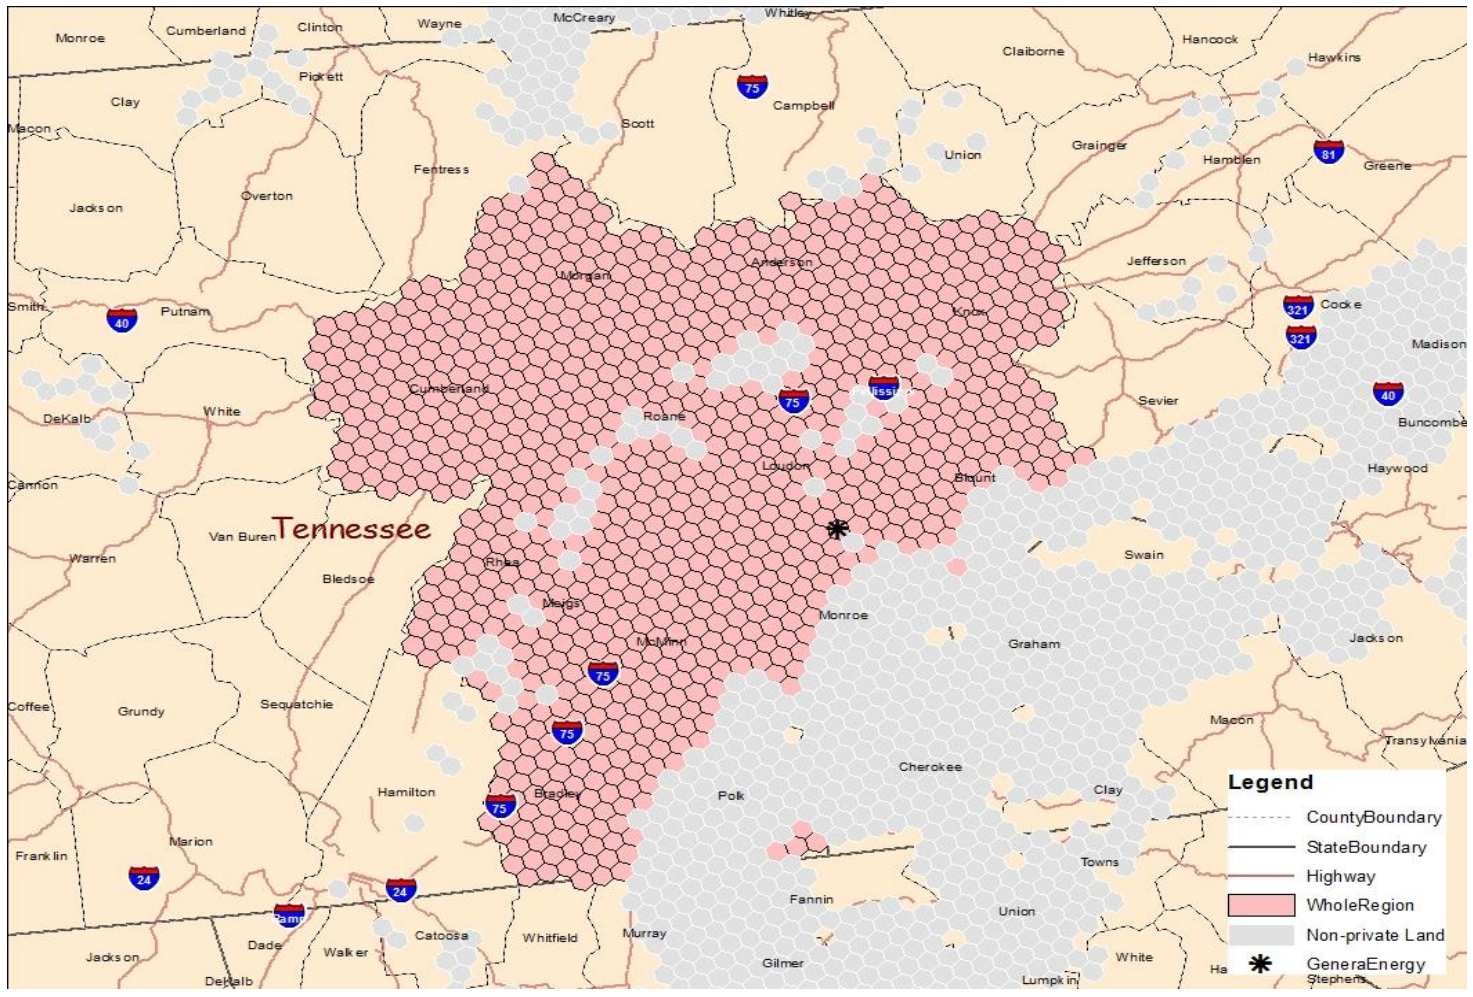 McCreary
Whitley
Clinton
Wayne
Cumberland
Monroe
Hancock
Claiborne
Hawkins
Pickett
75
Clay
Campbell
Macon
Scott
Grainger
Union
81
Hamblen
Greene
Fentress
Overton
Jackson
Jefferson
Anderson
Morgan
Smith
Putnam
40
Knox
321
Cocke
321
Madison
Cumberland
75
40
Sevier
White
DeKalb
Roane
Buncombe
Loudon
Haywood
Blount
Cannon
Tennessee
Van Buren
Warren
Swain
Rhea
Bledsoe
Meigs
Monroe
McMinn
Graham
Jackson
75
Sequatchie
Coffee
Grundy
Macon
75
Transylvania
Cherokee
Hamilton
Bradley
75
Polk
Clay
Legend
CountyBoundary
StateBoundary
Highway
WholeRegion
Non-private Land
GeneraEnergy
Marion
Franklin
24
24
Towns
Fannin
Union
Ramp
Murray
Whitfield
Catoosa
Dade
Walker
Jackson
White
Gilmer
Ha
DeKalb
Lumpkin
Stephens